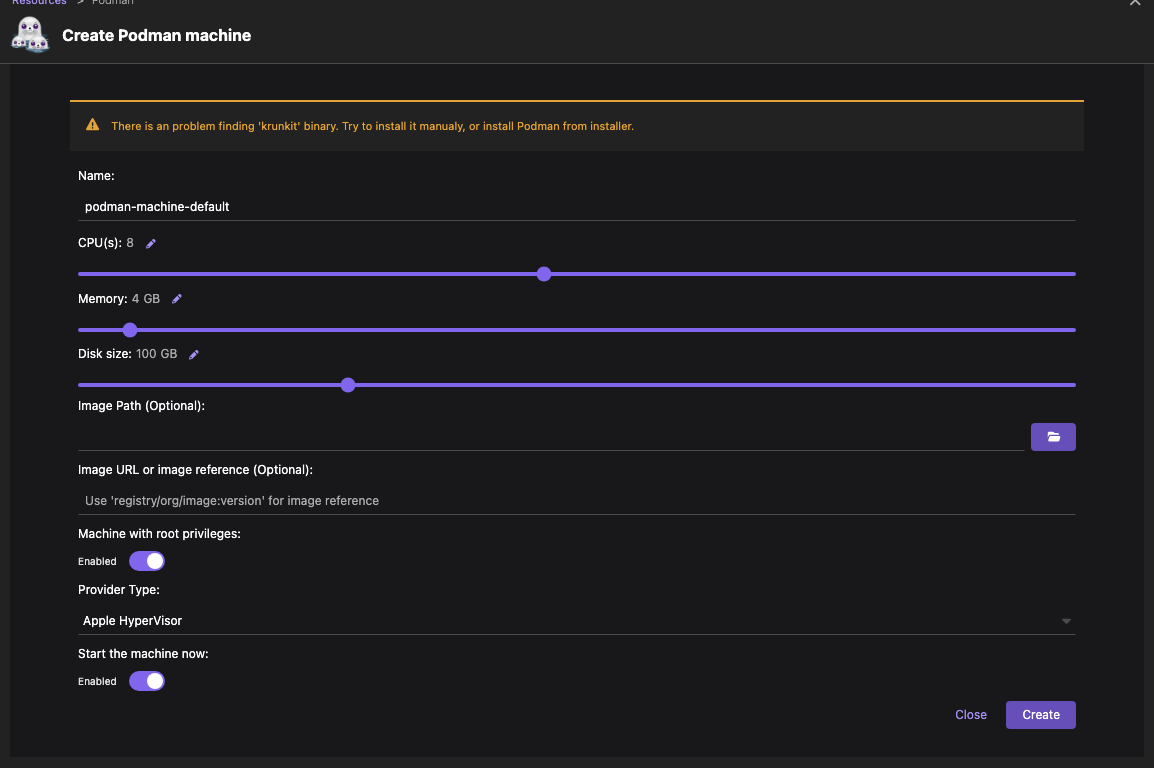 Resources > Podman
Create Podman machine
There is an problem finding 'krunkit' binary. Try to install it manualy, or install Podman from installer.
Name:
podman-machine-default
CPU(s): 8
Memory: 4 GB
Disk size: 100 GB
Image Path (Optional):
Image URL or image reference (Optional):
Use 'registry/org/image:version' for image reference
Machine with root privileges:
Enabled
Provider Type:
Apple HyperVisor
Start the machine now:
Enabled
Close Create